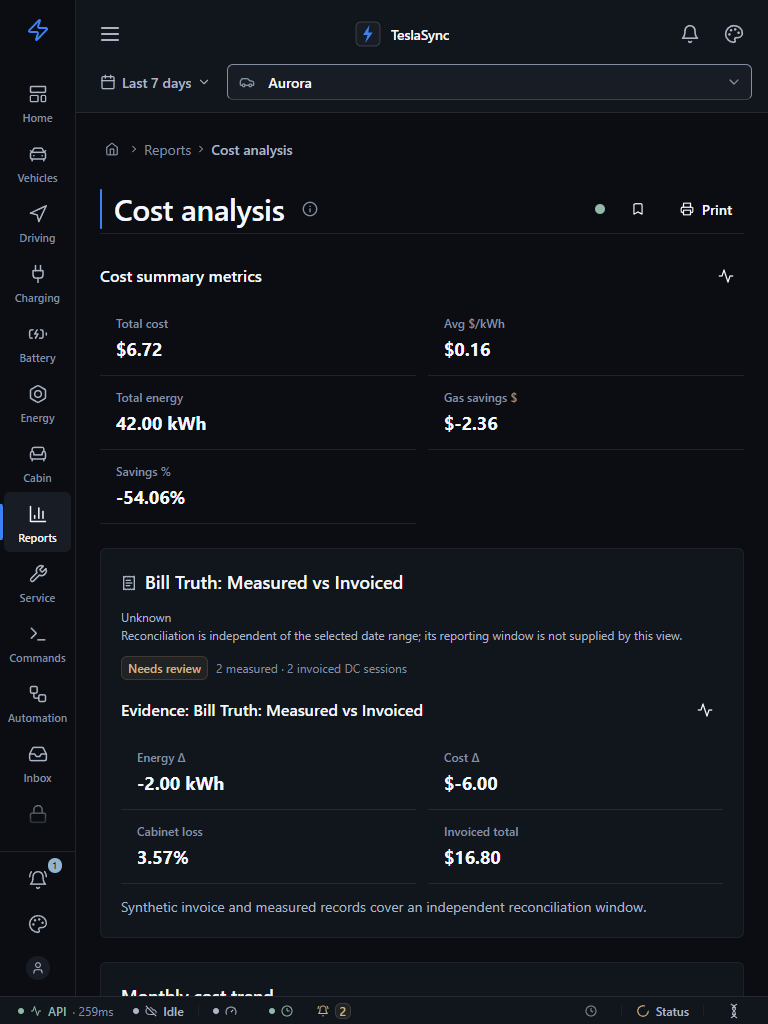 TeslaSync
Last 7 days
Aurora
Home
Vehicles
Driving
Charging
Battery
Energy
Cabin
Reports
Service
Commands
Automation
Inbox
1
Reports
Cost analysis
Cost analysis
Print
Cost summary metrics
Total cost
$6.72
Avg $/kWh
$0.16
Total energy
42.00 kWh
Gas savings $
$-2.36
Savings %
-54.06%
Bill Truth: Measured vs Invoiced
Unknown
Reconciliation is independent of the selected date range; its reporting window is not supplied by this view.
Needs review
2 measured · 2 invoiced DC sessions
Evidence: Bill Truth: Measured vs Invoiced
Energy Δ
-2.00 kWh
Cost Δ
$-6.00
Cabinet loss
3.57%
Invoiced total
$16.80
Synthetic invoice and measured records cover an independent reconciliation window.
Monthly cost trend
API · 259ms
Idle
2
Status